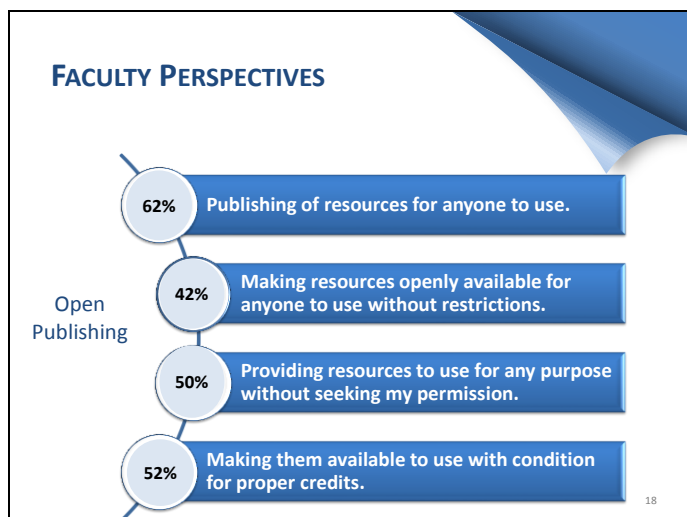 FACULTY PERSPECTIVES
62%
Publishing of resources for anyone to use.
42%
Making resources openly available for
anyone to use without restrictions.
Open
Publishing
50%
Providing resources to use for any purpose
without seeking my permission.
52%
Making them available to use with condition
for proper credits.
18